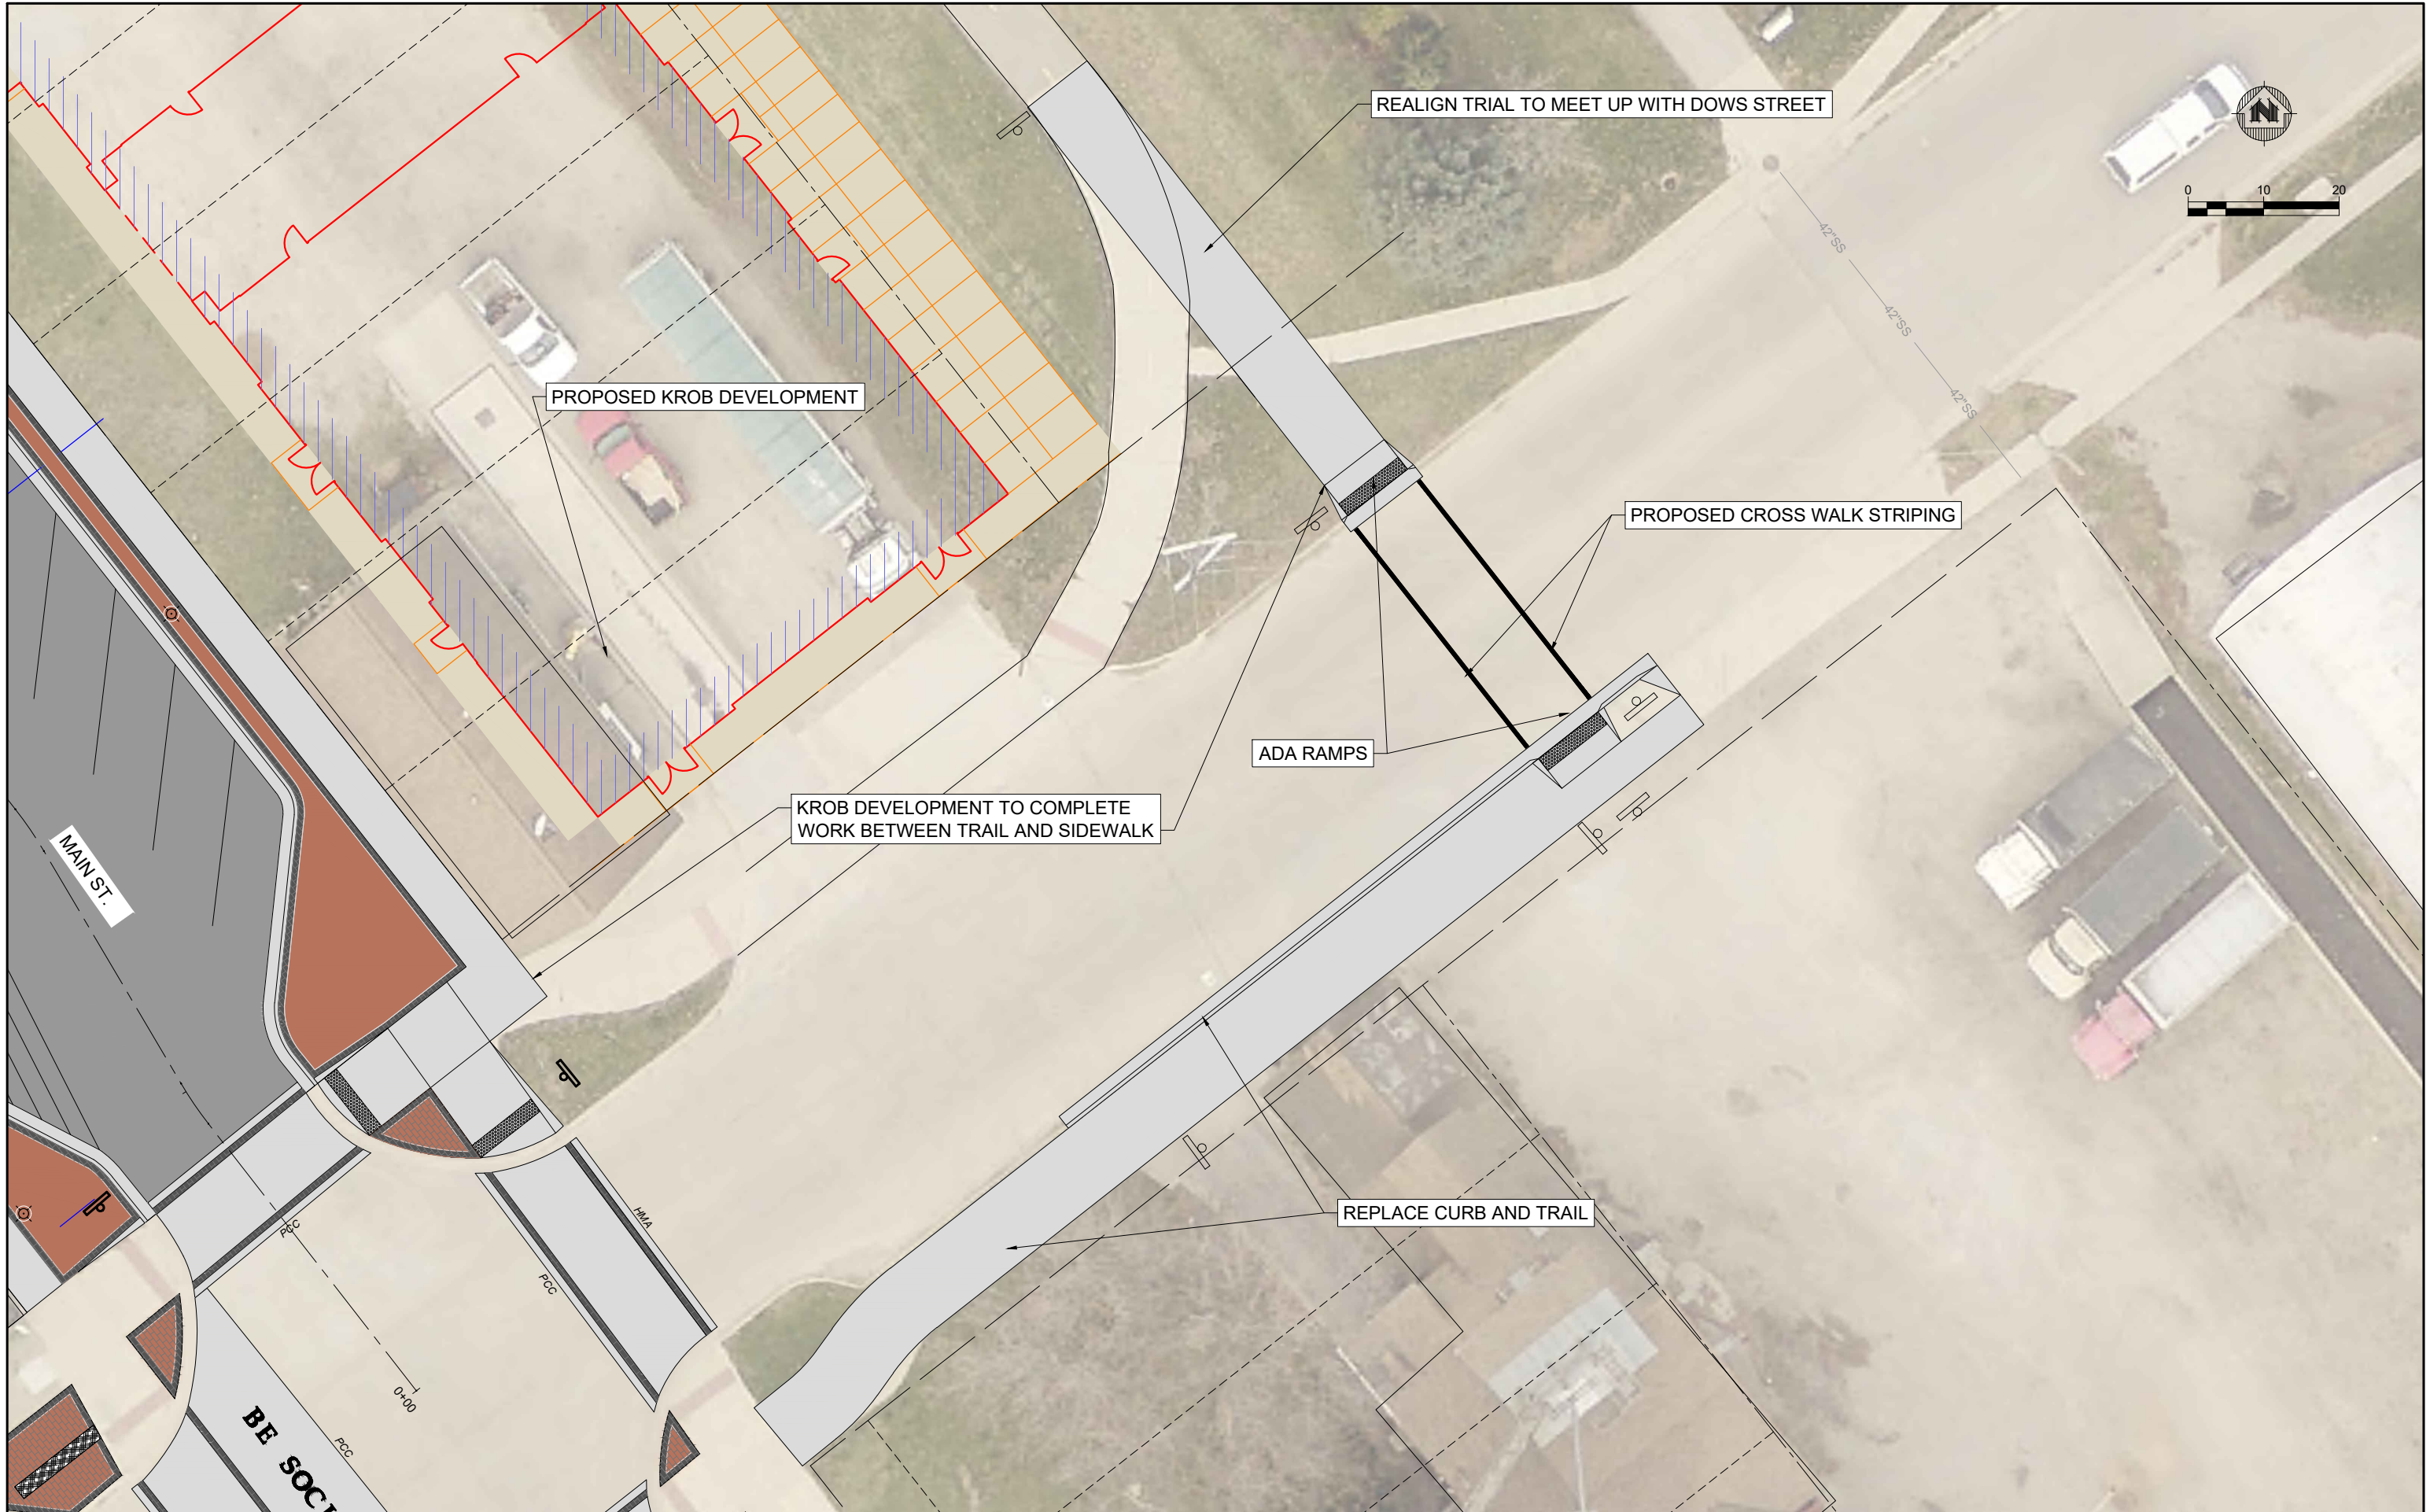 REALIGN TRIAL TO MEET UP WITH DOWS STREET
N
0 10 20
42"SS
42"SS
42"SS
PROPOSED KROB DEVELOPMENT
PROPOSED CROSS WALK STRIPING
ADA RAMPS
KROB DEVELOPMENT TO COMPLETE
WORK BETWEEN TRAIL AND SIDEWALK
MAIN ST.
REPLACE CURB AND TRAIL
HMA
PCC
PCC
0+00
PCC
BE SOC